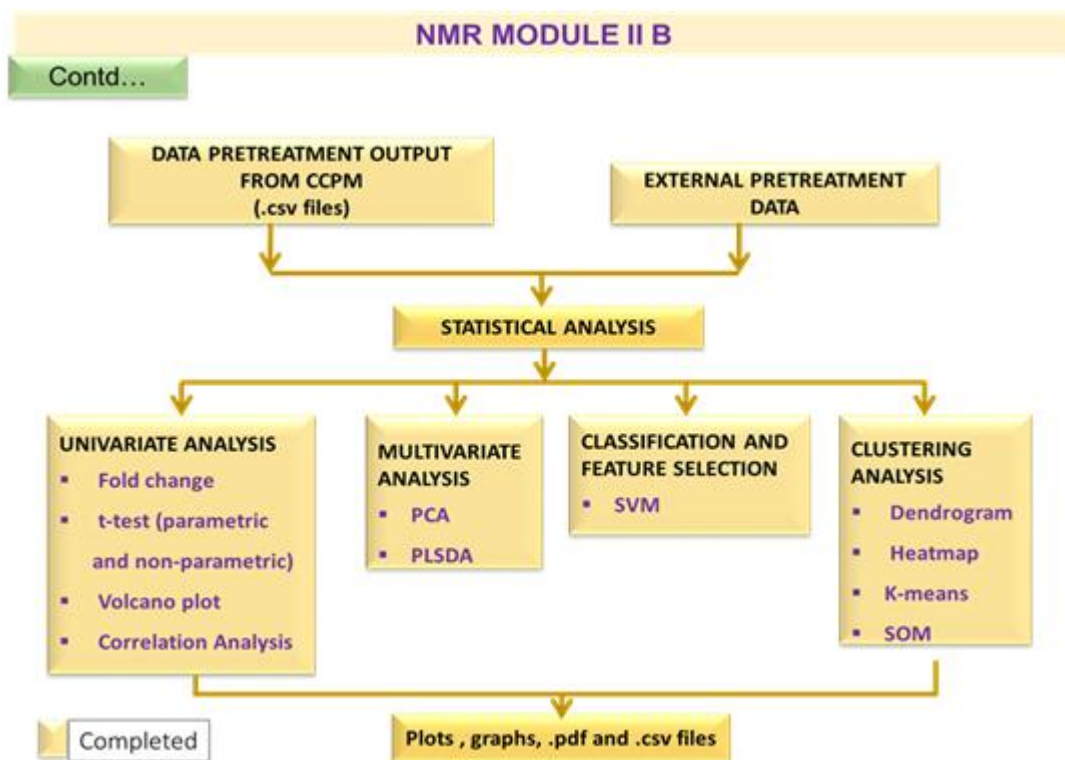 NMR MODULE II B
Contd...
DATA PRETREATMENT OUTPUT
FROM CCPM
(.csv files)
EXTERNAL PRETREATMENT
DATA
STATISTICAL ANALYSIS
UNIVARIATE ANALYSIS
▪ Fold change
▪ t-test (parametric
and non-parametric)
▪ Volcano plot
▪ Correlation Analysis
MULTIVARIATE
ANALYSIS
▪ PCA
▪ PLSDA
CLASSIFICATION AND
FEATURE SELECTION
▪ SVM
CLUSTERING
ANALYSIS
▪ Dendrogram
▪ Heatmap
▪ K-means
▪ SOM
Plots , graphs, .pdf and .csv files
Completed